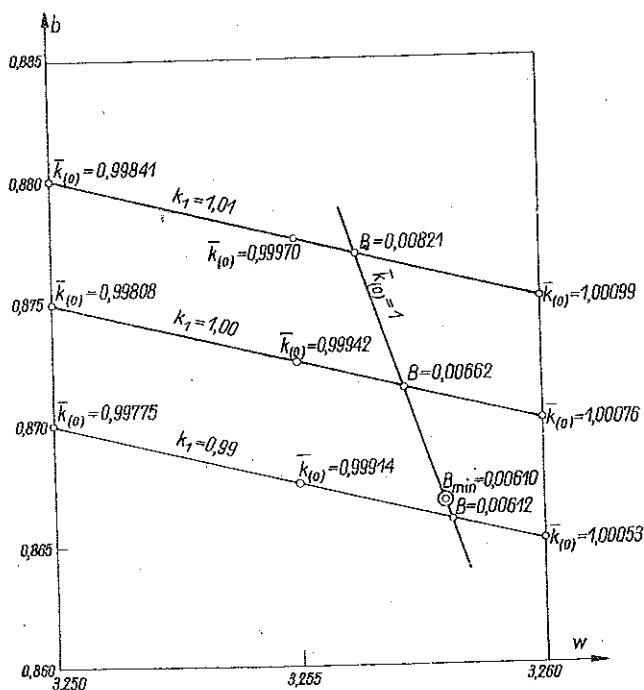 b
0,885
k̅(0)=0,99841
0,880
k1=1,01
k̅(0)=0,99970
B=0,00821
k̅(0)=1
k̅(0)=1,00099
k̅(0)=0,99808
0,875
k1=1,00
k̅(0)=0,99942
B=0,00662
k̅(0)=1,00076
k̅(0)=0,99775
0,870
k1=0,99
k̅(0)=0,99914
Bmin=0,00610
B=0,00612
k̅(0)=1,00053
0,865
0,860
3,250
3,255
3,260
w